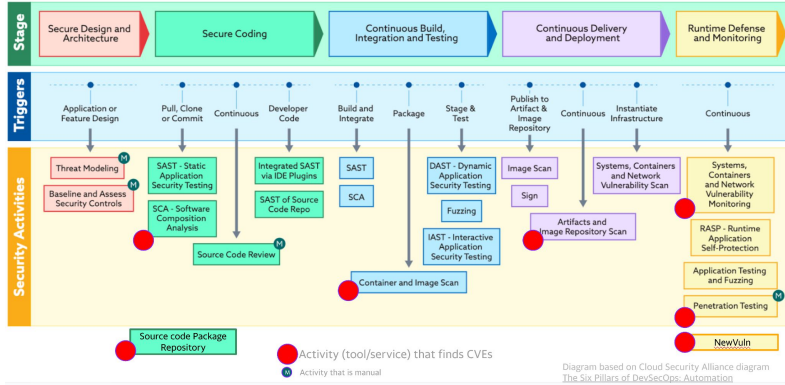 Stage
Secure Design and
Architecture
Secure Coding
Continuous Build,
Integration and Testing
Continuous Delivery
and Deployment
Runtime Defense
and Monitoring
Triggers
Application or
Feature Design
Pull, Clone
or Commit
Continuous
Developer
Code
Build and
Integrate
Package
Stage &
Test
Publish to
Artifact &
Image
Repository
Continuous
Instantiate
Infrastructure
Continuous
Security Activities
M
Threat Modeling
M
Baseline and Assess
Security Controls
SAST - Static
Application
Security Testing
SCA - Software
Composition
Analysis
M
Source Code Review
Integrated SAST
via IDE Plugins
SAST of Source
Code Repo
SAST
SCA
Container and Image Scan
DAST - Dynamic
Application
Security Testing
Fuzzing
IAST - Interactive
Application
Security Testing
Image Scan
Sign
Artifacts and
Image Repository Scan
Systems, Containers
and Network
Vulnerability Scan
Systems,
Containers
and Network
Vulnerability
Monitoring
RASP - Runtime
Application
Self-Protection
Application Testing
and Fuzzing
M
Penetration Testing
NewVuln
Source code Package
Repository
Activity (tool/service) that finds CVEs
M
Activity that is manual
Diagram based on Cloud Security Alliance diagram
The Six Pillars of DevSecOps: Automation